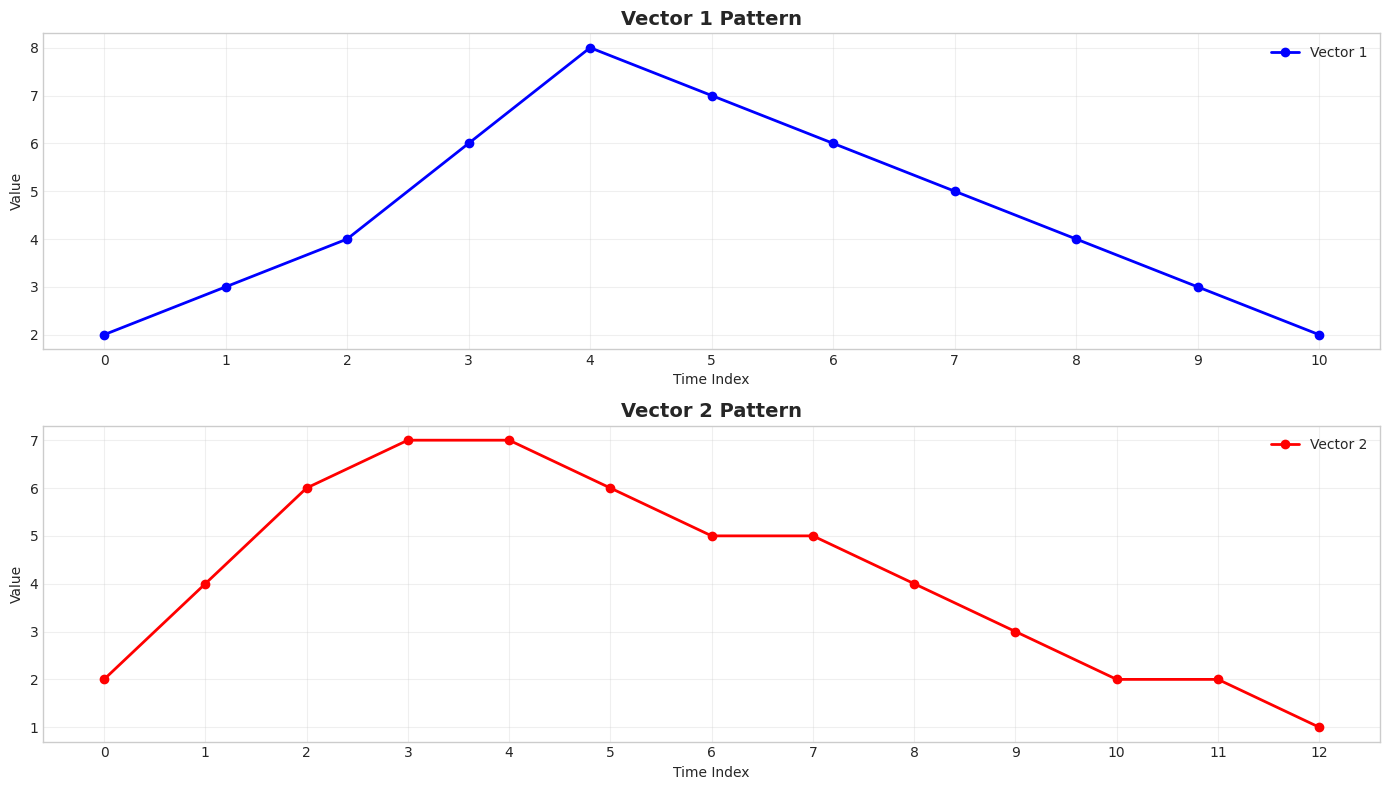 Vector 1 Pattern
Vector 1
8
7
6
5
4
3
2
Value
0 1 2 3 4 5 6 7 8 9 10
Time Index
Vector 2 Pattern
Vector 2
7
6
5
4
3
2
1
Value
0 1 2 3 4 5 6 7 8 9 10 11 12
Time Index